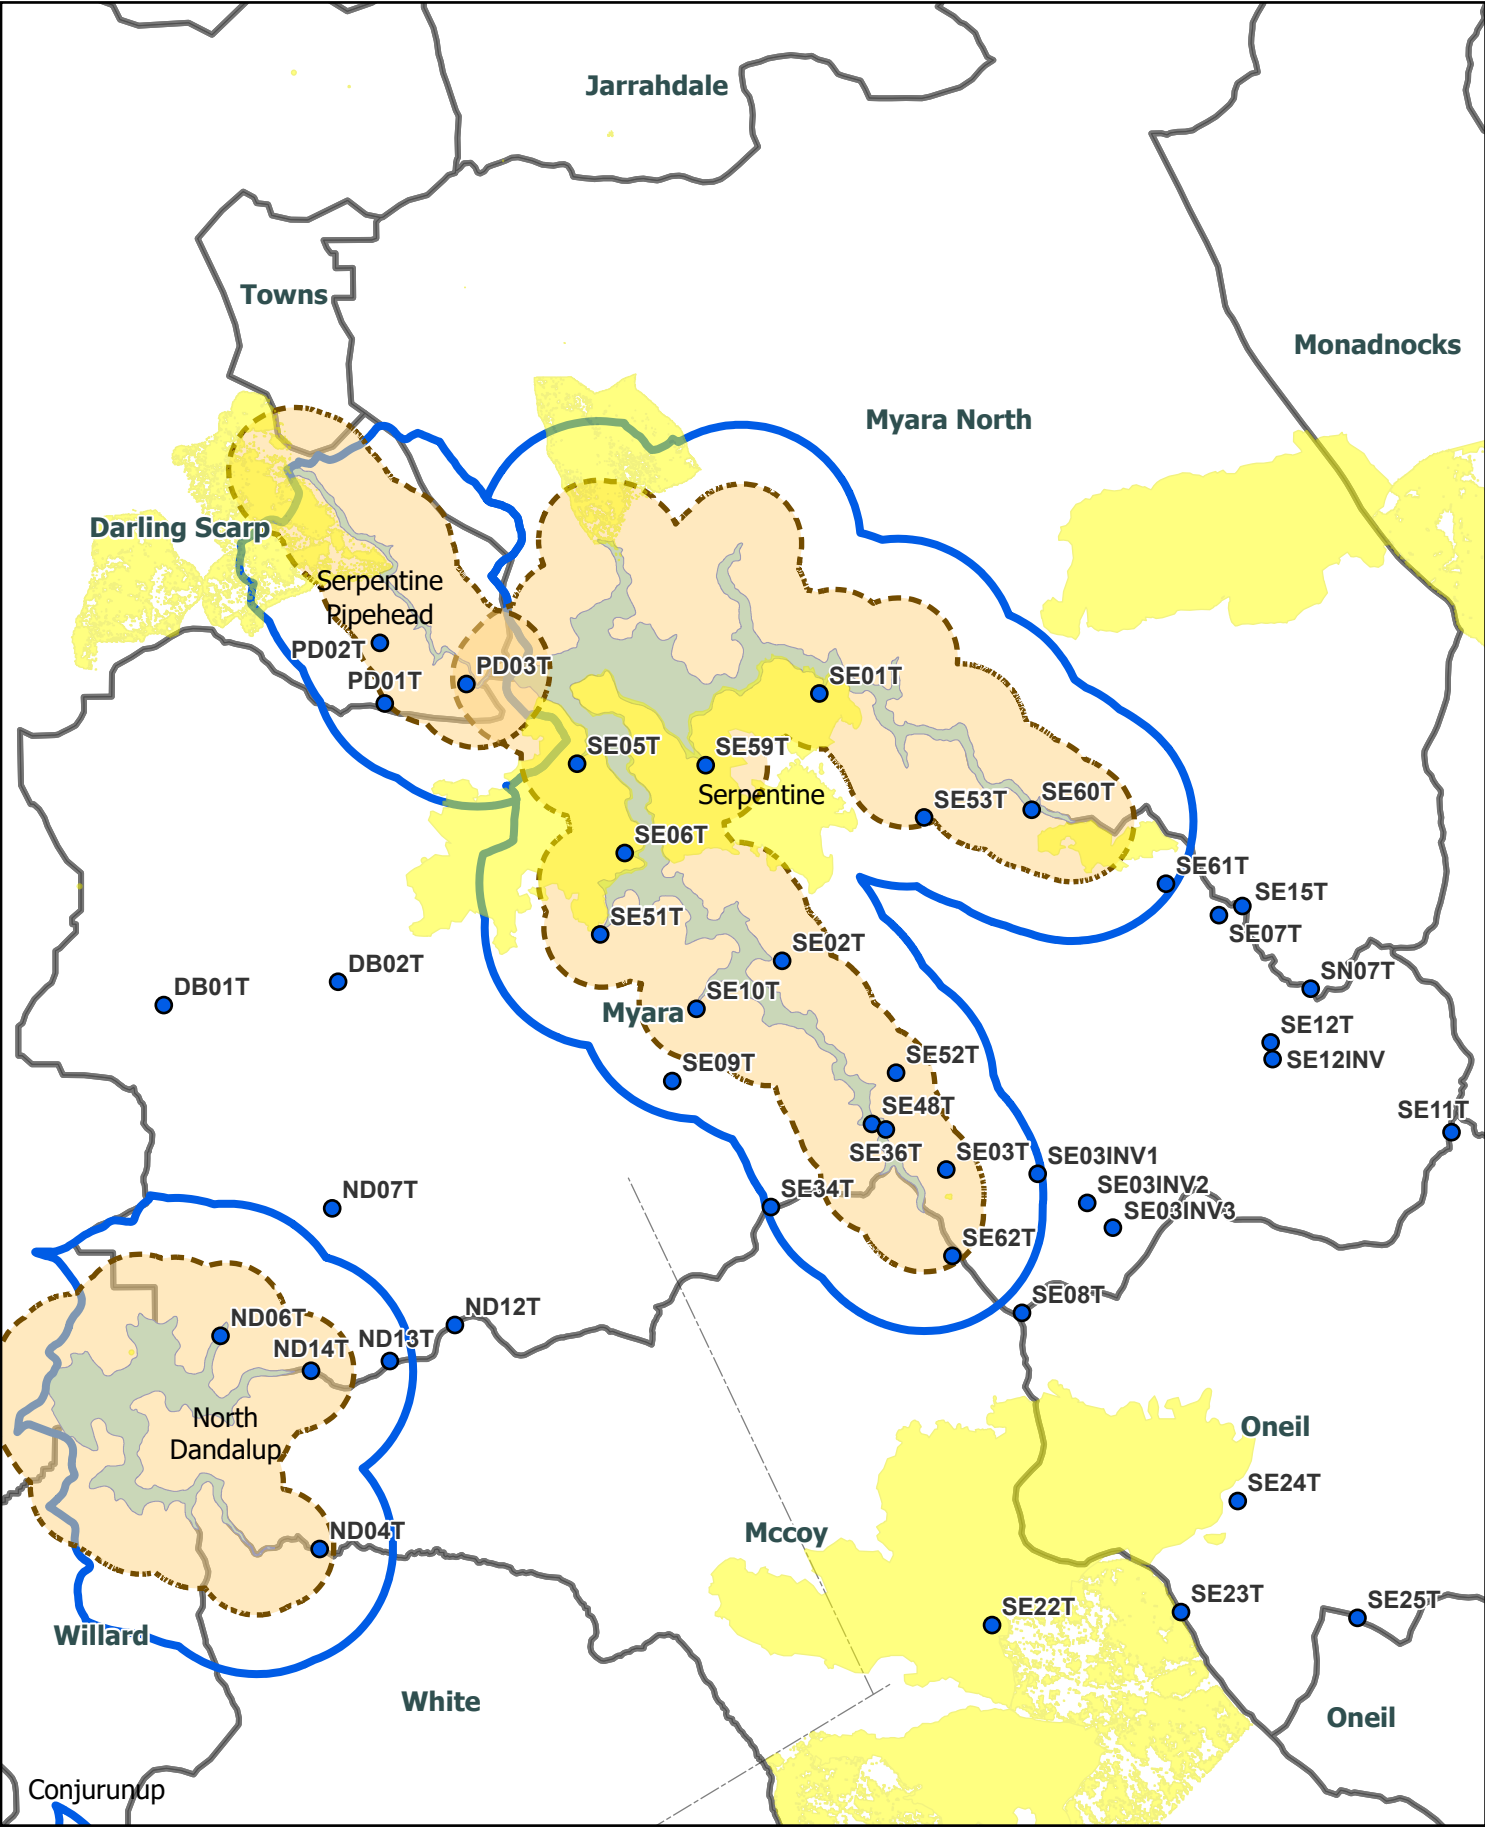 Jarrahdale
Towns
Monadnocks
Myara North
Darling Scarp
Serpentine
Pipehead
PD02T
PD03T
PD01T
SE01T
SE05T
SE59T
Serpentine
SE53T
SE60T
SE06T
SE61T
SE15T
SE51T
SE07T
SE02T
DB02T
SN07T
DB01T
SE10T
Myara
SE12T
SE09T
SE52T
SE12INV
SE48T
SE11T
SE36T
SE03T
SE03INV1
ND07T
SE34T
SE03INV2
SE03INV3
SE62T
SE08T
ND12T
ND06T
ND13T
ND14T
North
Dandalup
Oneil
SE24T
ND04T
Mccoy
SE23T
SE25T
SE22T
Willard
White
Oneil
Conjurunup